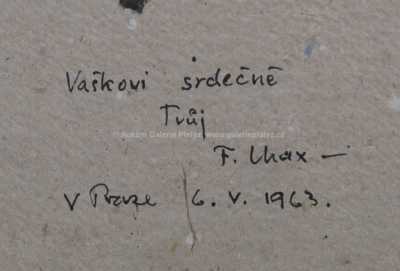 Vaškovi srdečně
Tvůj
F. Chax –
V Praze 6. V. 1963.